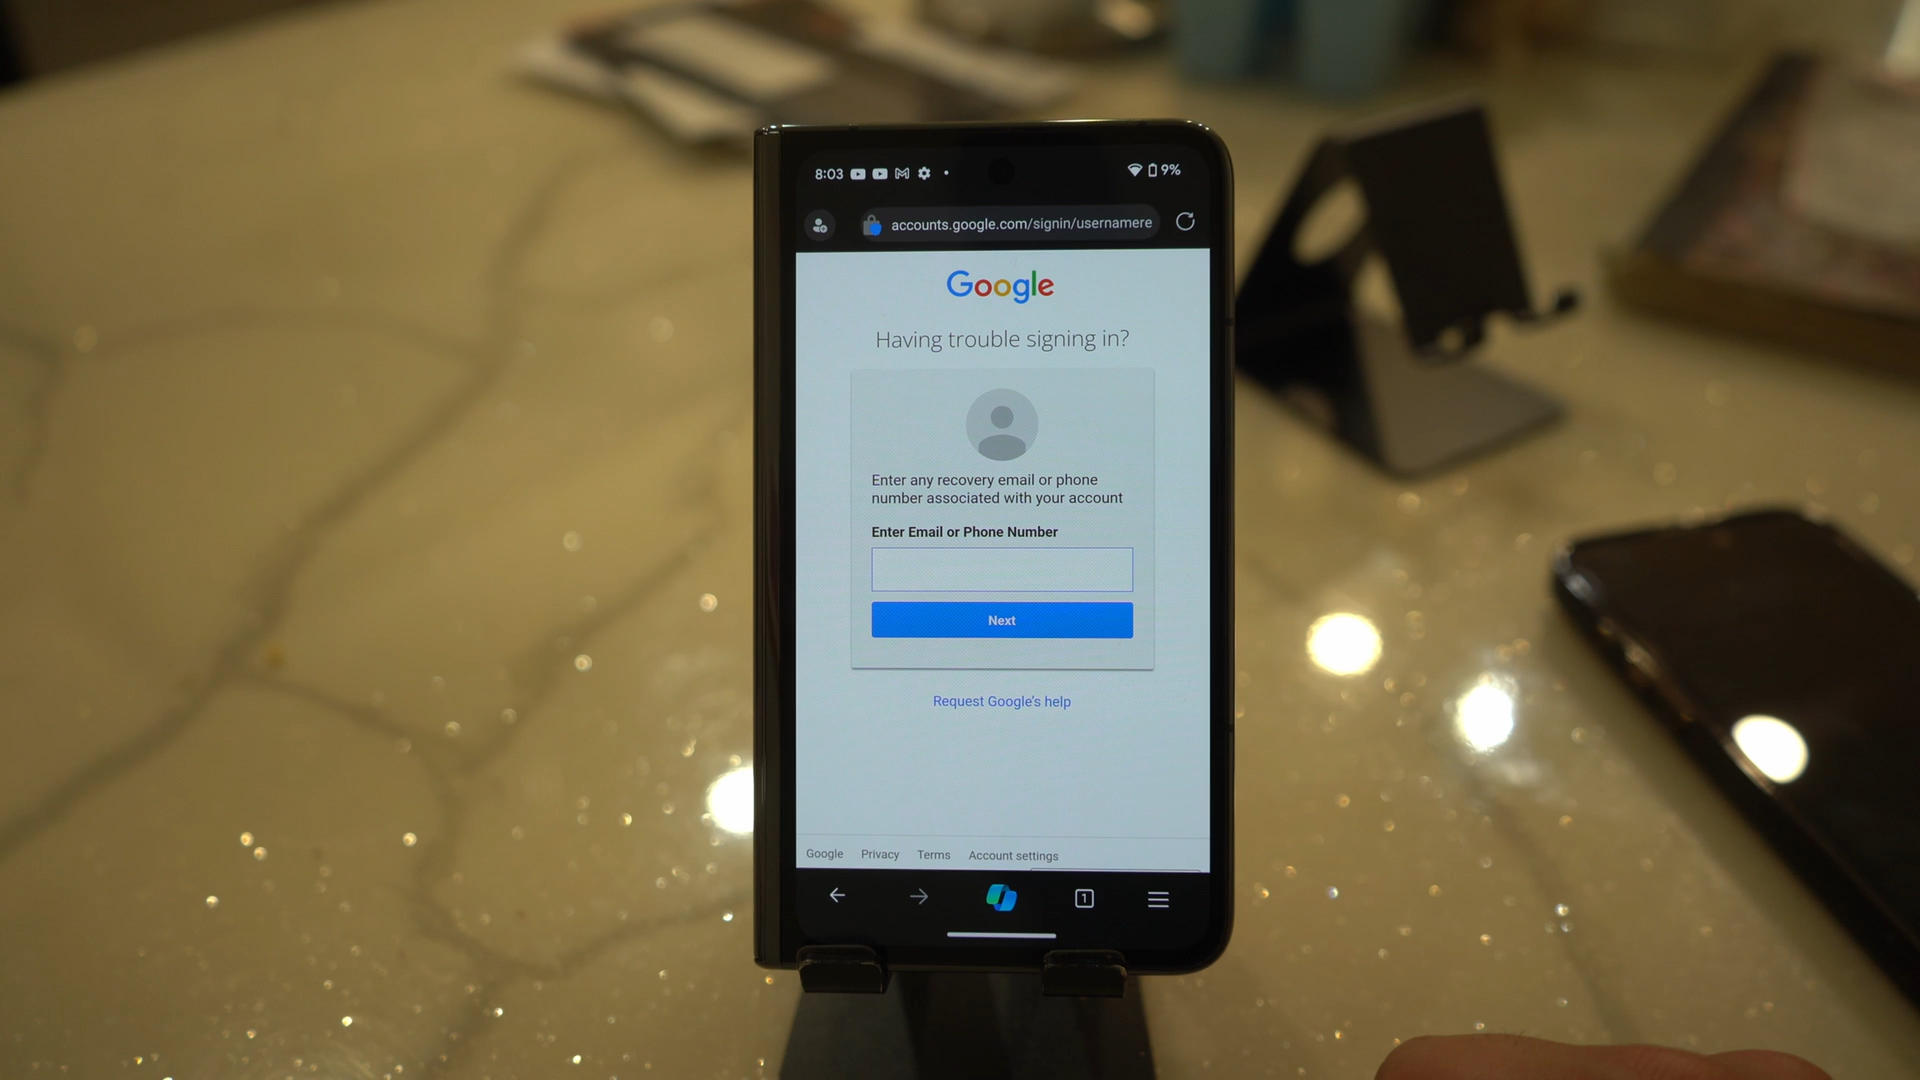 8:03
9%
accounts.google.com/signin/usernamere
Google
Having trouble signing in?
Enter any recovery email or phone
number associated with your account
Enter Email or Phone Number
Next
Request Google's help
Google Privacy Terms Account settings
1